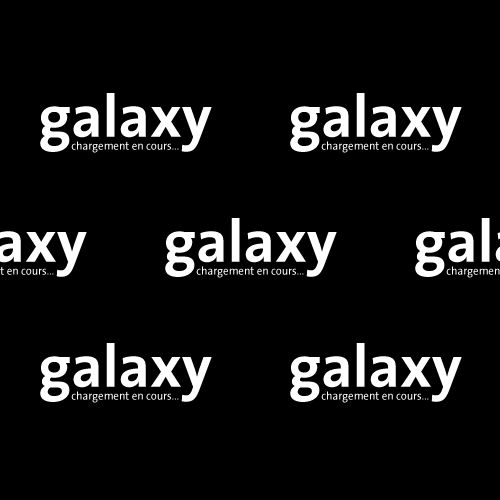 galaxy galaxy
chargement en cours... chargement en cours...
axy galaxy gala
t en cours... chargement en cours... chargemen
galaxy galaxy
chargement en cours... chargement en cours...